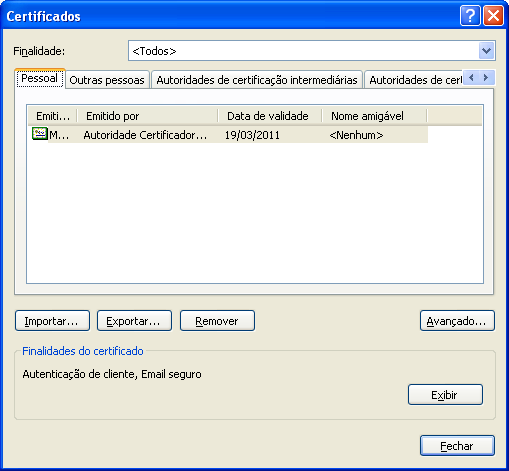 Certificados
Finalidade: <Todos>
Pessoal Outras pessoas Autoridades de certificação intermediárias Autoridades de cert
Emiti... Emitido por Data de validade Nome amigável
M... Autoridade Certificador... 19/03/2011 <Nenhum>
Importar... Exportar... Remover Avançado...
Finalidades do certificado
Autenticação de cliente, Email seguro
Exibir
Fechar